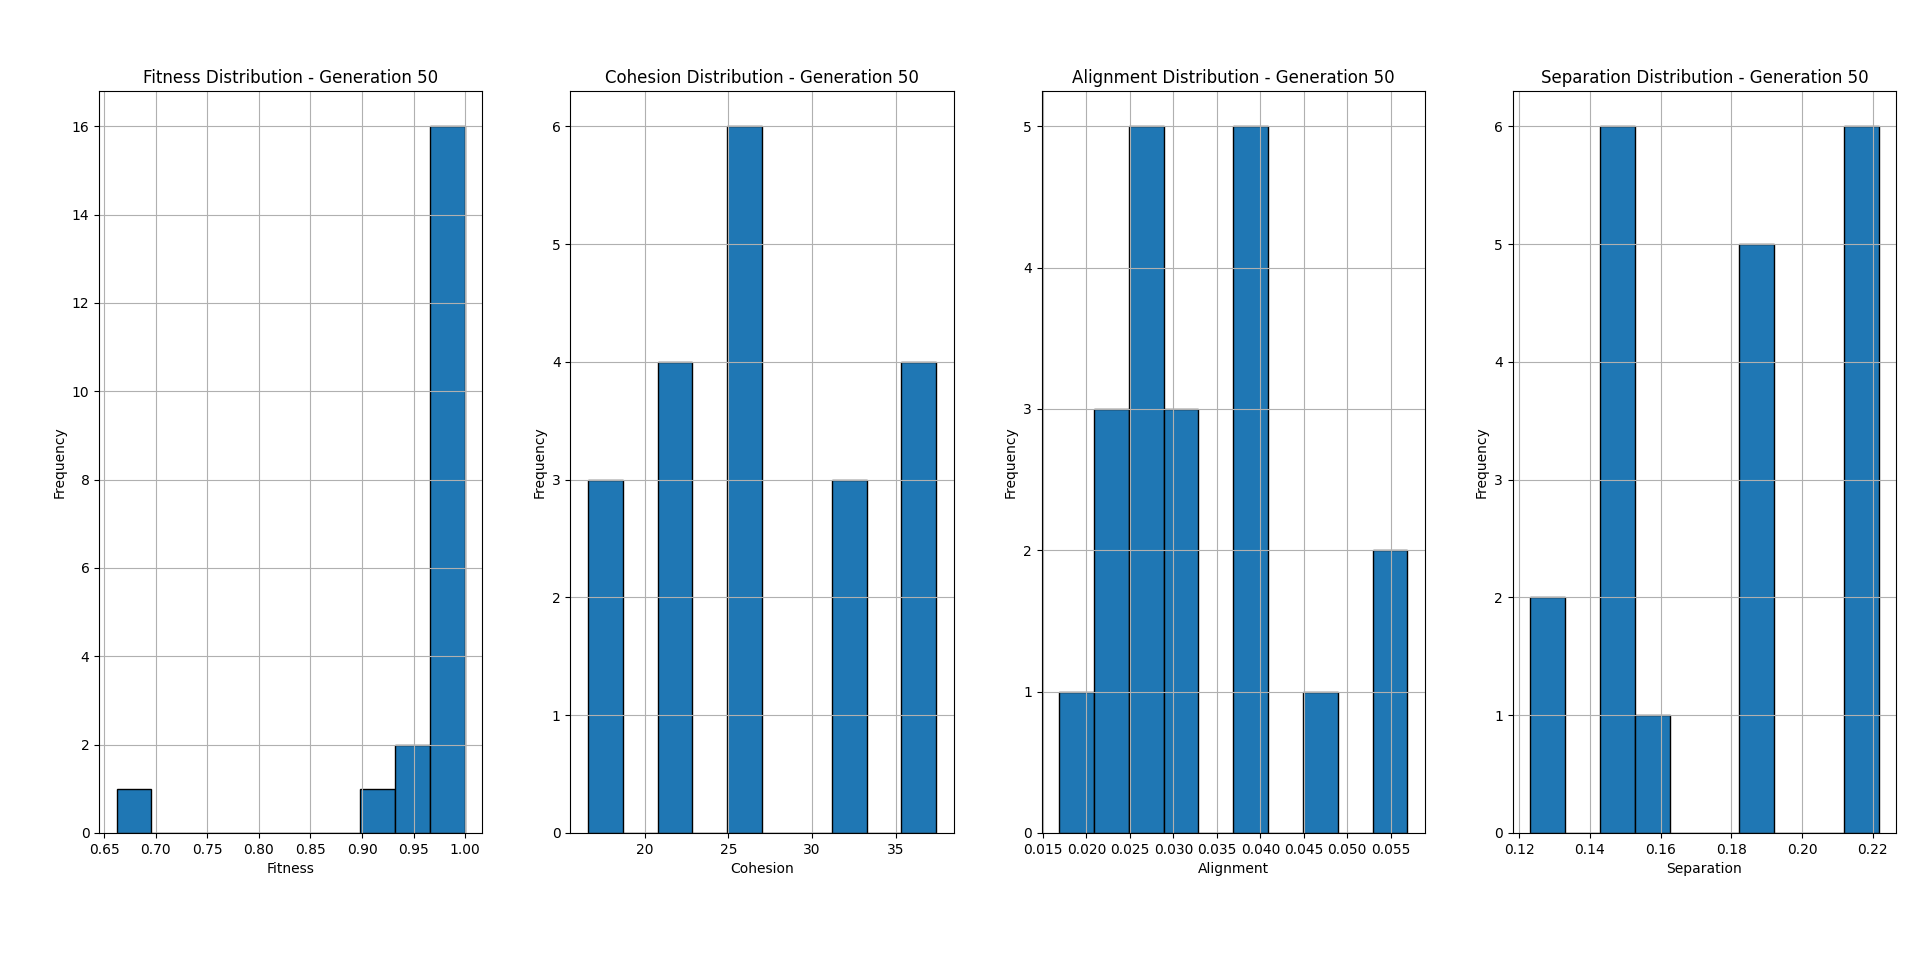 Fitness Distribution - Generation 50
16
14
12
10
8
6
4
2
0
Frequency
0.65 0.70 0.75 0.80 0.85 0.90 0.95 1.00
Fitness
Cohesion Distribution - Generation 50
6
5
4
3
2
1
0
Frequency
20 25 30 35
Cohesion
Alignment Distribution - Generation 50
5
4
3
2
1
0
Frequency
0.015 0.020 0.025 0.030 0.035 0.040 0.045 0.050 0.055
Alignment
Separation Distribution - Generation 50
6
5
4
3
2
1
0
Frequency
0.12 0.14 0.16 0.18 0.20 0.22
Separation